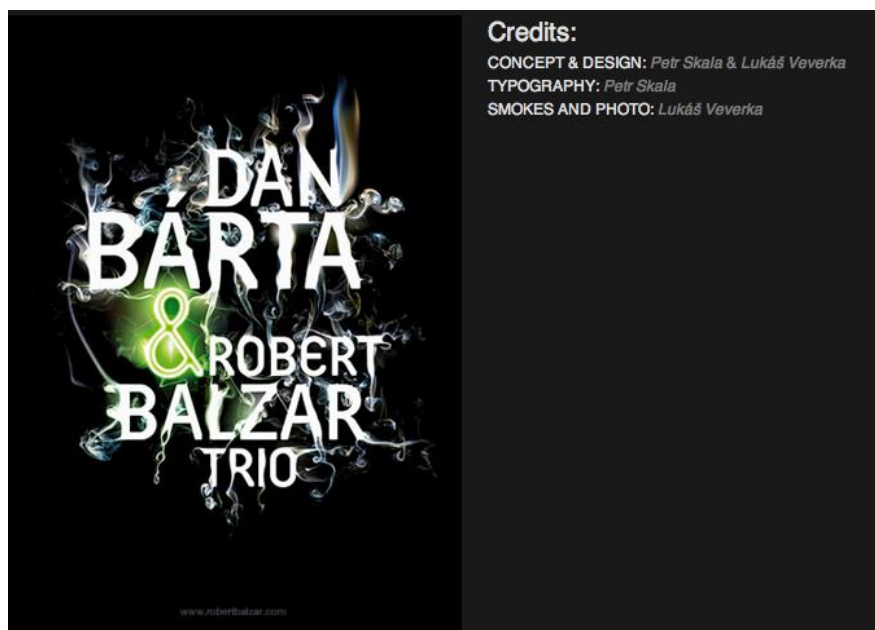 DAN
BÁRTA
& ROBERT
BALZAR
TRIO
www.robertbalzar.com
Credits:
CONCEPT & DESIGN: Petr Skala & Lukáš Veverka
TYPOGRAPHY: Petr Skala
SMOKES AND PHOTO: Lukáš Veverka